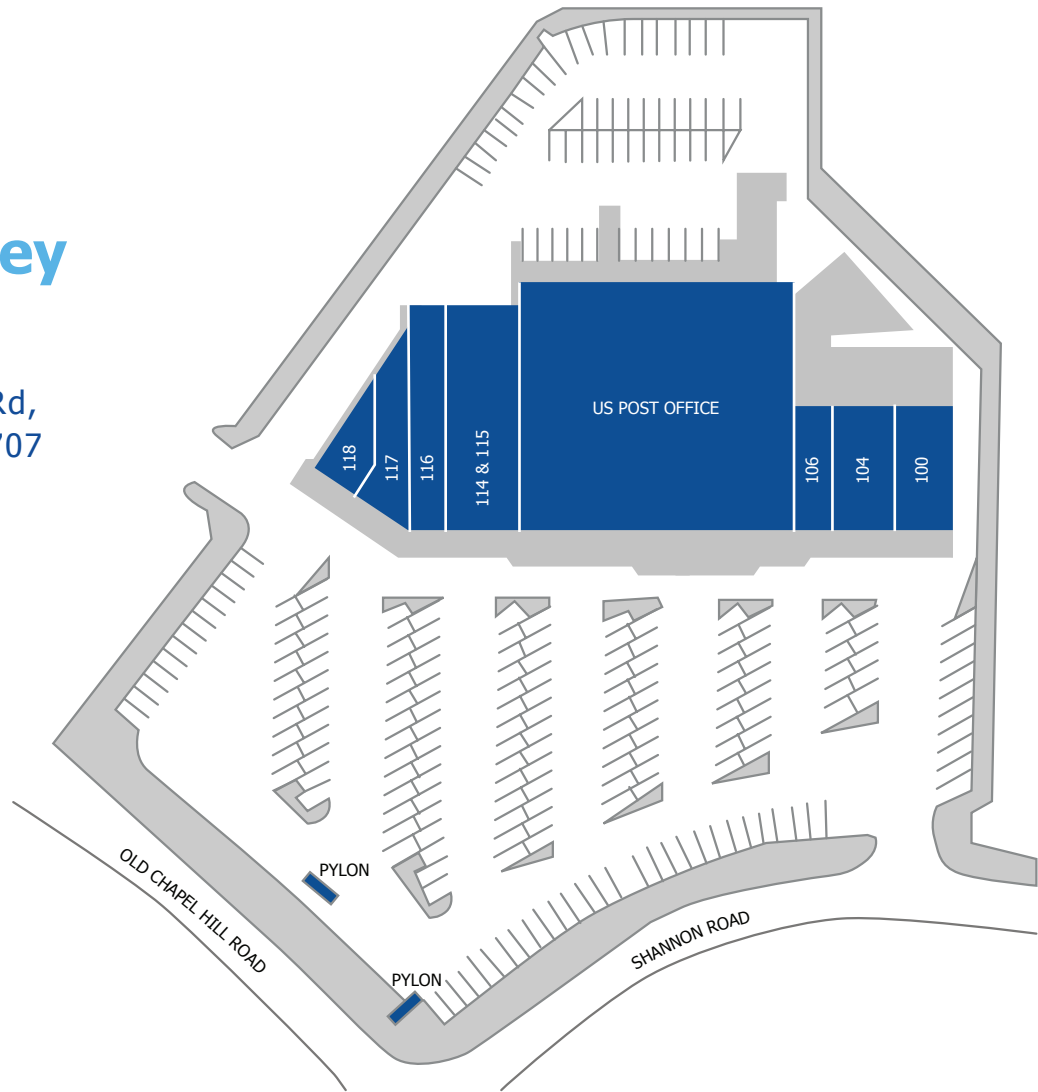 ey
Rd,
707
US POST OFFICE
118
117
116
114 & 115
106
104
100
PYLON
OLD CHAPEL HILL ROAD
PYLON
SHANNON ROAD